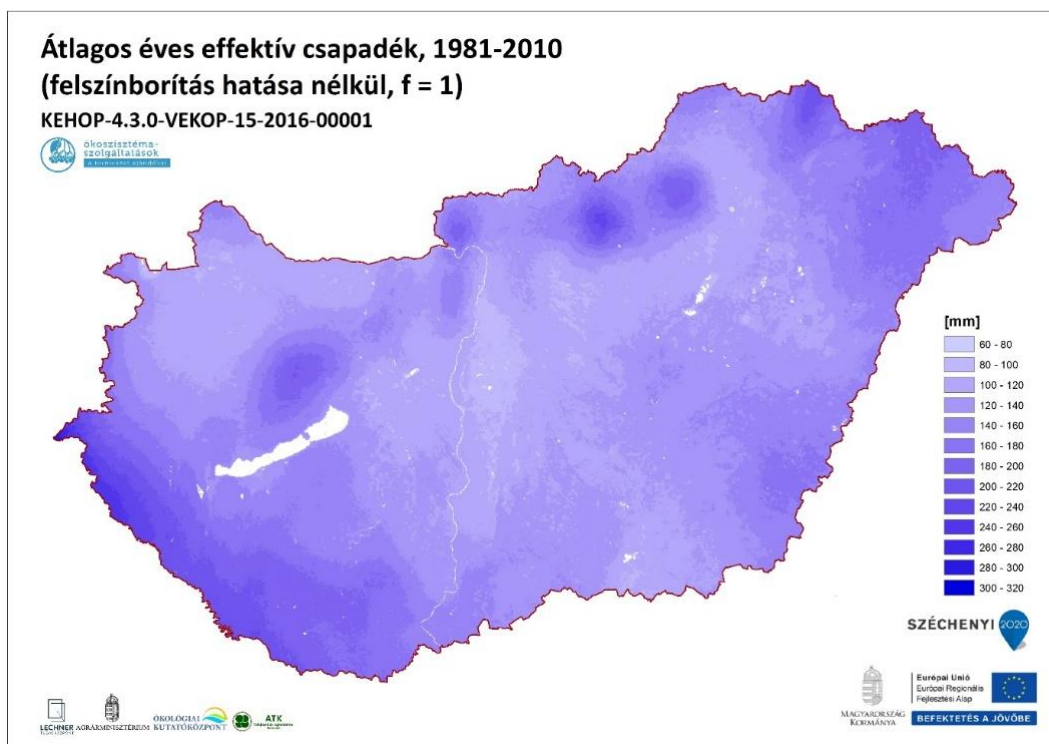 Átlagos éves effektív csapadék, 1981-2010
(felszínborítás hatása nélkül, f = 1)
KEHOP-4.3.0-VEKOP-15-2016-00001
ökoszisztéma-
szolgáltatások
[mm]
60 - 80
80 - 100
100 - 120
120 - 140
140 - 160
160 - 180
180 - 200
200 - 220
220 - 240
240 - 260
260 - 280
280 - 300
300 - 320
SZÉCHENYI 2020
MAGYARORSZÁG
KORMÁNYA
Európai Unió
Európai Regionális
Fejlesztési Alap
BEFEKTETÉS A JÖVŐBE
LECHNER
AGRÁRMINISZTÉRIUM
ÖKOLÓGIAI
KUTATÓKÖZPONT
ATK